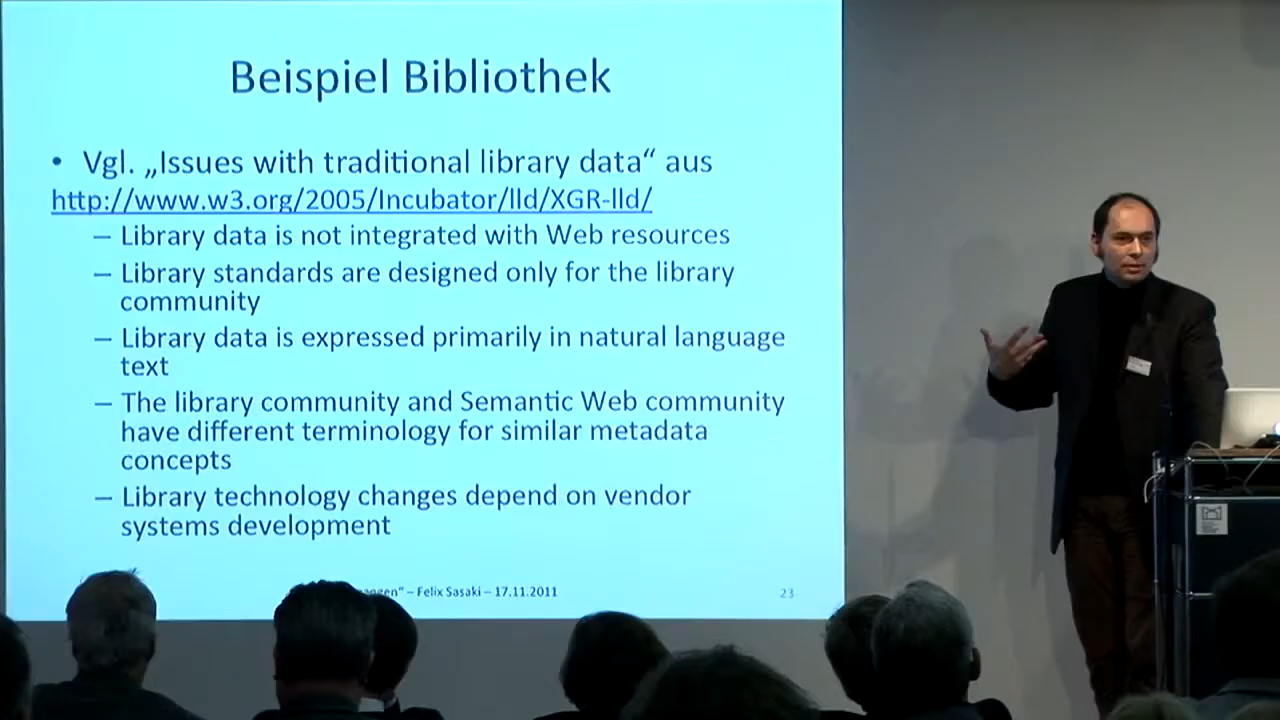 Beispiel Bibliothek
• Vgl. „Issues with traditional library data“ aus
http://www.w3.org/2005/Incubator/lld/XGR-lld/
– Library data is not integrated with Web resources
– Library standards are designed only for the library
community
– Library data is expressed primarily in natural language
text
– The library community and Semantic Web community
have different terminology for similar metadata
concepts
– Library technology changes depend on vendor
systems development
– Felix Sasaki – 17.11.2011
23